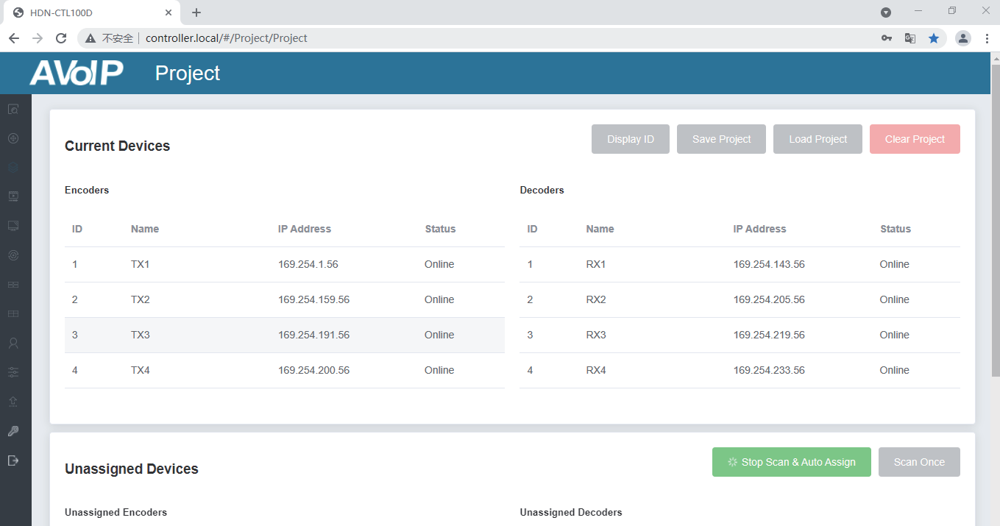 HDN-CTL100D
不安全 controller.local/#/Project/Project
AVoIP Project
Current Devices
Display ID Save Project Load Project Clear Project
Encoders
ID Name IP Address Status
1 TX1 169.254.1.56 Online
2 TX2 169.254.159.56 Online
3 TX3 169.254.191.56 Online
4 TX4 169.254.200.56 Online
Decoders
ID Name IP Address Status
1 RX1 169.254.143.56 Online
2 RX2 169.254.205.56 Online
3 RX3 169.254.219.56 Online
4 RX4 169.254.233.56 Online
Unassigned Devices
Stop Scan & Auto Assign Scan Once
Unassigned Encoders
Unassigned Decoders